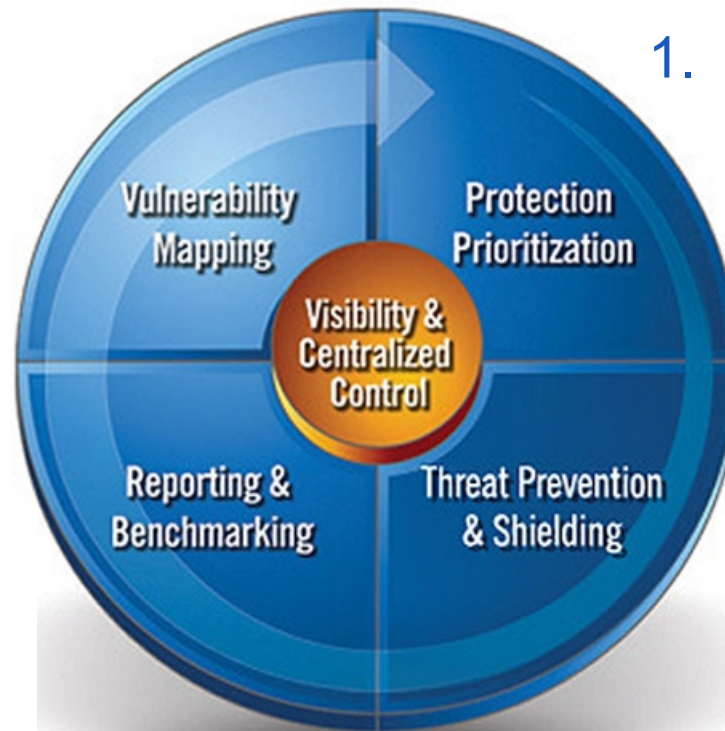 1.
Vulnerability
Mapping
Protection
Prioritization
Visibility &
Centralized
Control
Reporting &
Benchmarking
Threat Prevention
& Shielding